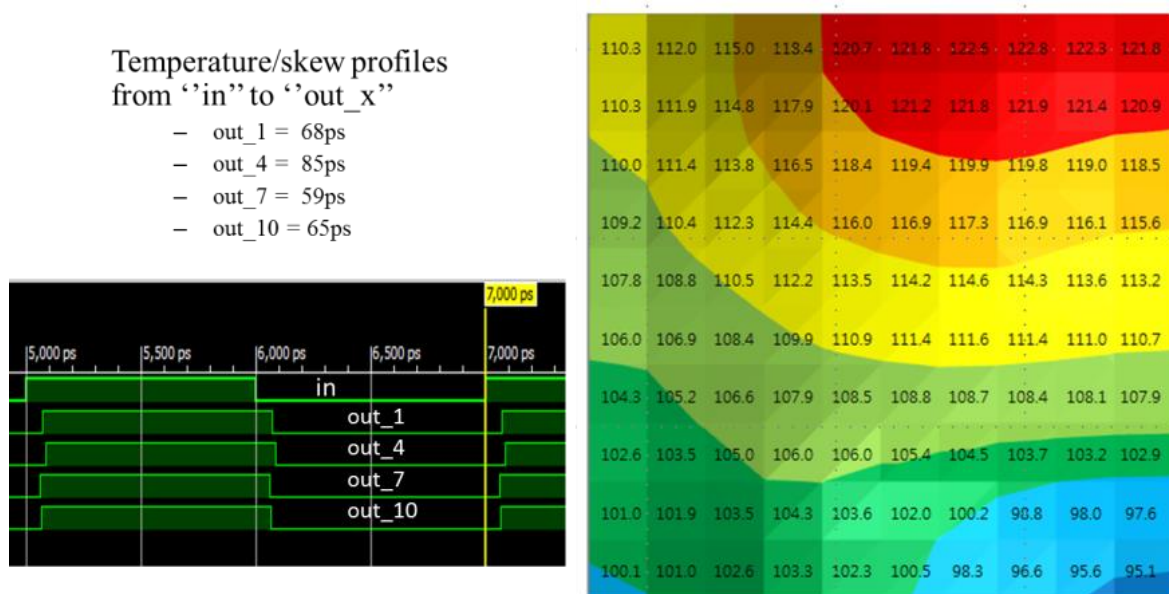 Temperature/skew profiles
from ‘’in’’ to ‘’out_x’’
– out_1 = 68ps
– out_4 = 85ps
– out_7 = 59ps
– out_10 = 65ps
7,000 ps
5,000 ps 5,500 ps 6,000 ps 6,500 ps 7,000 ps
in
out_1
out_4
out_7
out_10
110.3 112.0 115.0 118.4 120.7 121.8 122.5 122.8 122.3 121.8
110.3 111.9 114.8 117.9 120.1 121.2 121.8 121.9 121.4 120.9
110.0 111.4 113.8 116.5 118.4 119.4 119.9 119.8 119.0 118.5
109.2 110.4 112.3 114.4 116.0 116.9 117.3 116.9 116.1 115.6
107.8 108.8 110.5 112.2 113.5 114.2 114.6 114.3 113.6 113.2
106.0 106.9 108.4 109.9 110.9 111.4 111.6 111.4 111.0 110.7
104.3 105.2 106.6 107.9 108.5 108.8 108.7 108.4 108.1 107.9
102.6 103.5 105.0 106.0 106.0 105.4 104.5 103.7 103.2 102.9
101.0 101.9 103.5 104.3 103.6 102.0 100.2 98.8 98.0 97.6
100.1 101.0 102.6 103.3 102.3 100.5 98.3 96.6 95.6 95.1